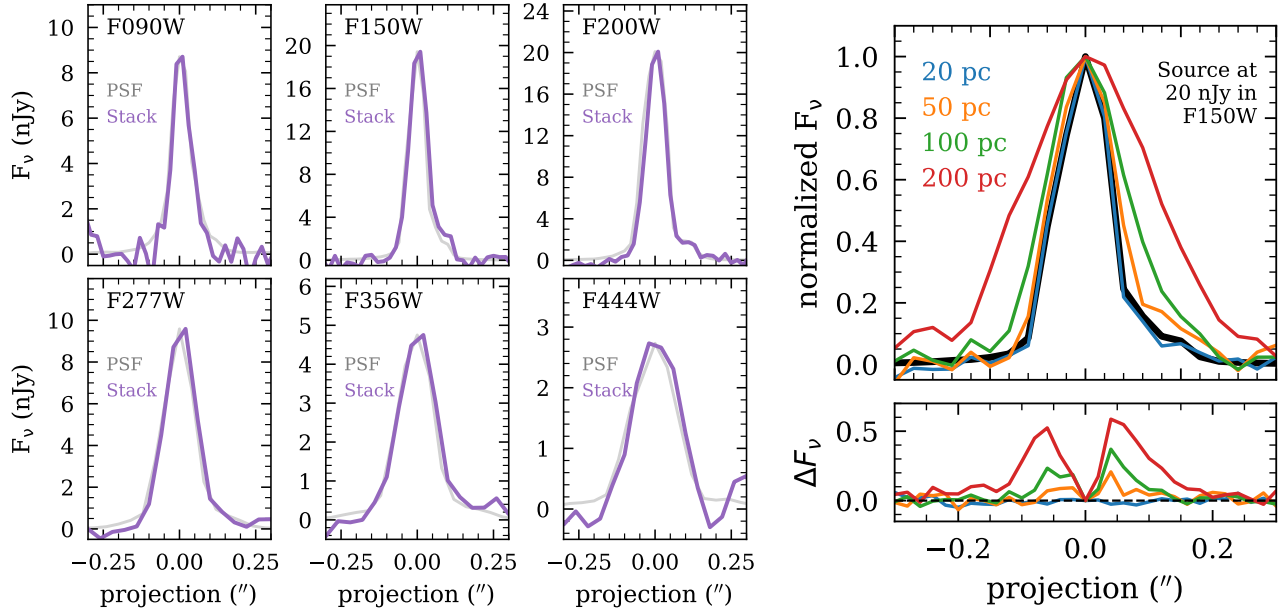 F090W
PSF
Stack
10
8
6
4
2
0
F150W
PSF
Stack
20
16
12
8
4
0
F200W
PSF
Stack
24
20
16
12
8
4
0
F_ν (nJy)
F277W
PSF
Stack
10
8
6
4
2
0
F356W
PSF
Stack
6
5
4
3
2
1
0
F444W
PSF
Stack
3
2
1
0
F_ν (nJy)
−0.25 0.00 0.25
−0.25 0.00 0.25
−0.25 0.00 0.25
projection (″)
projection (″)
projection (″)
20 pc
50 pc
100 pc
200 pc
Source at
20 nJy in
F150W
1.0
0.8
0.6
0.4
0.2
0.0
normalized F_ν
0.5
0.0
ΔF_ν
−0.2 0.0 0.2
projection (″)